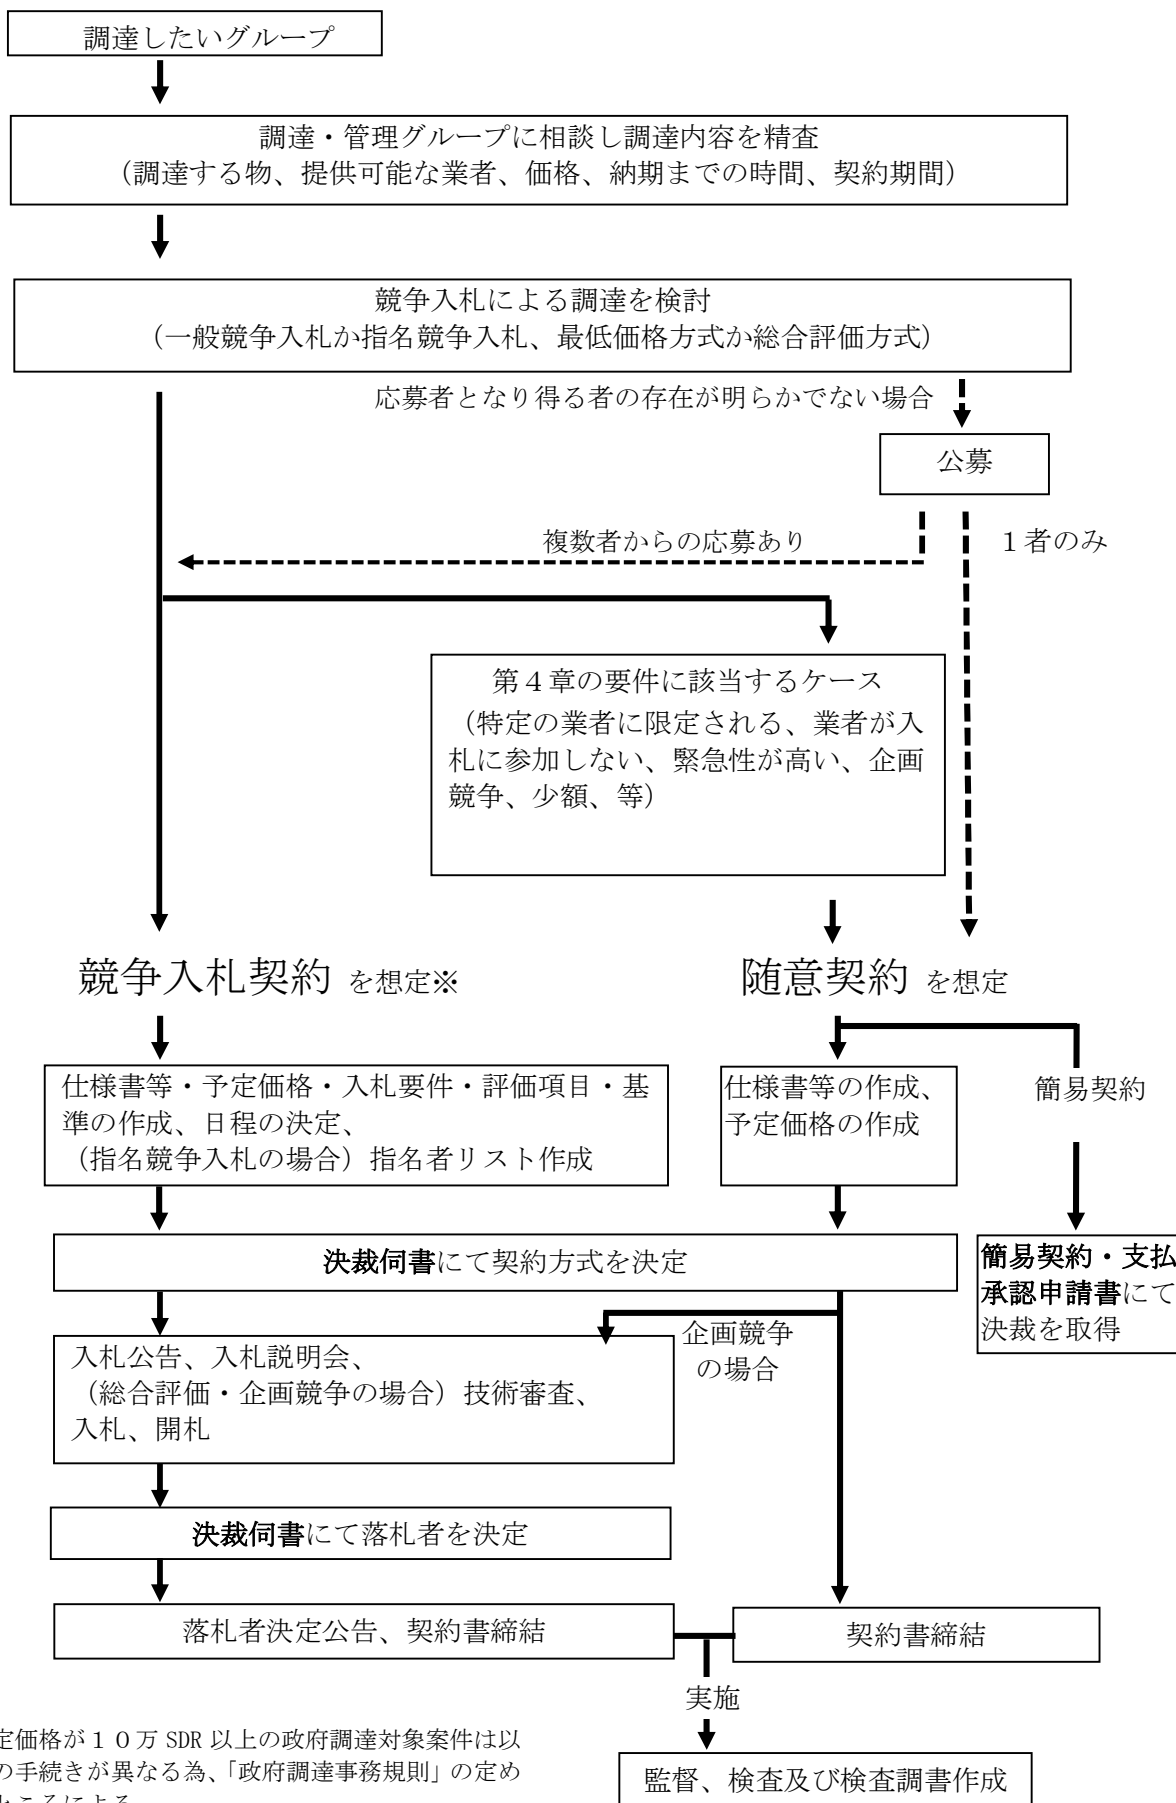 調達したいグループ
調達・管理グループに相談し調達内容を精査
（調達する物、提供可能な業者、価格、納期までの時間、契約期間）
競争入札による調達を検討
（一般競争入札か指名競争入札、最低価格方式か総合評価方式）
応募者となり得る者の存在が明らかでない場合
公募
複数者からの応募あり
１者のみ
第４章の要件に該当するケース
（特定の業者に限定される、業者が入
札に参加しない、緊急性が高い、企画
競争、少額、等）
競争入札契約 を想定※
随意契約 を想定
仕様書等・予定価格・入札要件・評価項目・基
準の作成、日程の決定、
（指名競争入札の場合）指名者リスト作成
仕様書等の作成、
予定価格の作成
簡易契約
決裁伺書にて契約方式を決定
簡易契約・支払
承認申請書にて
決裁を取得
企画競争
の場合
入札公告、入札説明会、
（総合評価・企画競争の場合）技術審査、
入札、開札
決裁伺書にて落札者を決定
落札者決定公告、契約書締結
契約書締結
実施
定価格が１０万 SDR 以上の政府調達対象案件は以
の手続きが異なる為、「政府調達事務規則」の定め
ところによる
監督、検査及び検査調書作成